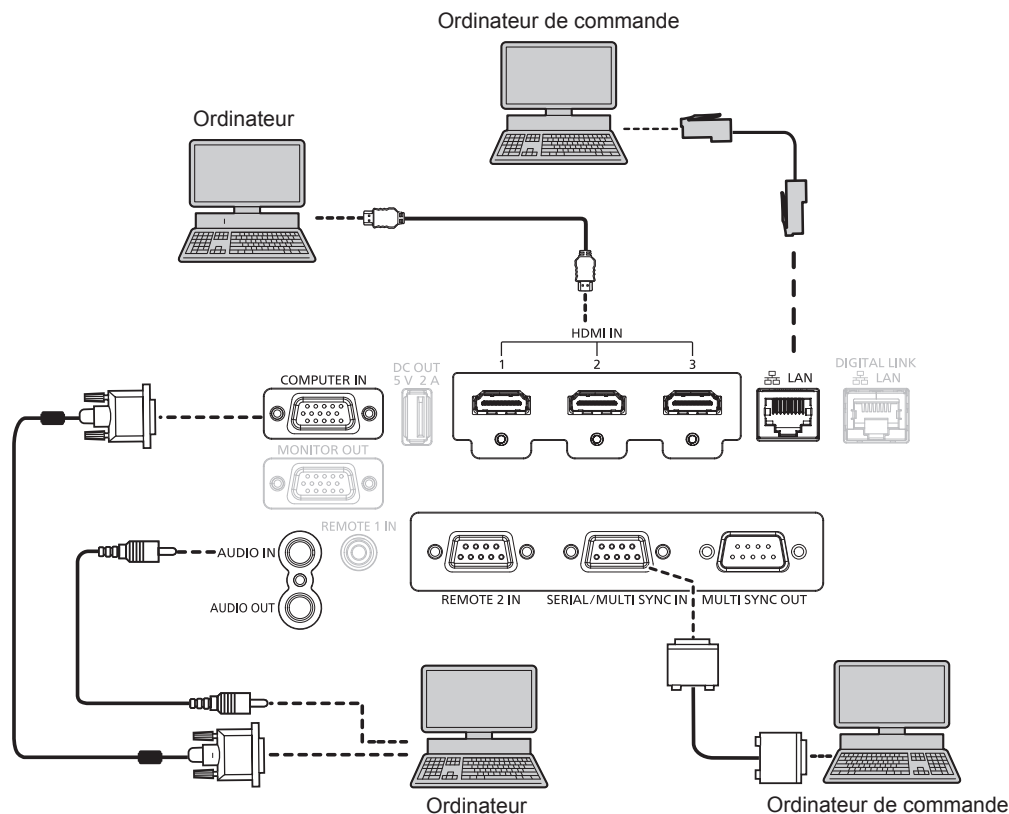 Ordinateur de commande
Ordinateur
HDMI IN
1 2 3
DC OUT
5 V 2 A
COMPUTER IN
LAN
DIGITAL LINK
LAN
MONITOR OUT
REMOTE 1 IN
AUDIO IN
AUDIO OUT
REMOTE 2 IN
SERIAL/MULTI SYNC IN
MULTI SYNC OUT
Ordinateur
Ordinateur de commande